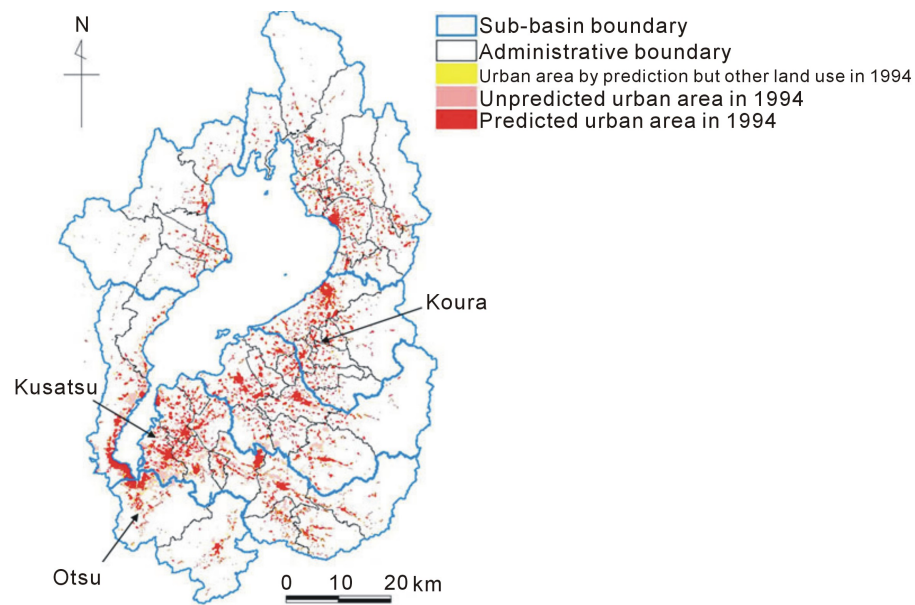 N
Sub-basin boundary
Administrative boundary
Urban area by prediction but other land use in 1994
Unpredicted urban area in 1994
Predicted urban area in 1994
Koura
Kusatsu
Otsu
0 10 20 km